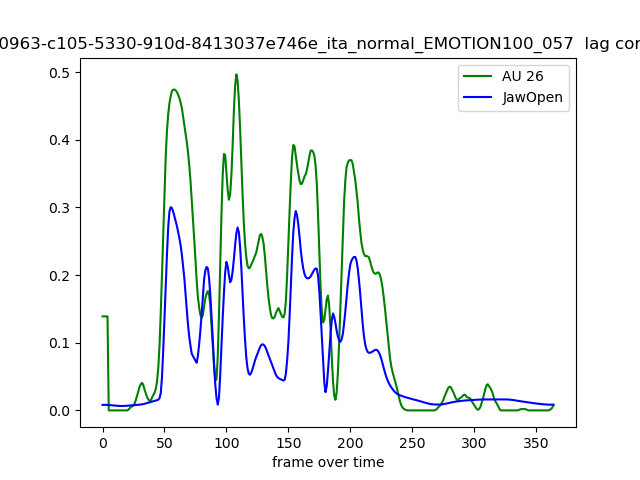 0963-c105-5330-910d-8413037e746e_ita_normal_EMOTION100_057 lag cor
AU 26
JawOpen
0.5
0.4
0.3
0.2
0.1
0.0
0 50 100 150 200 250 300 350
frame over time